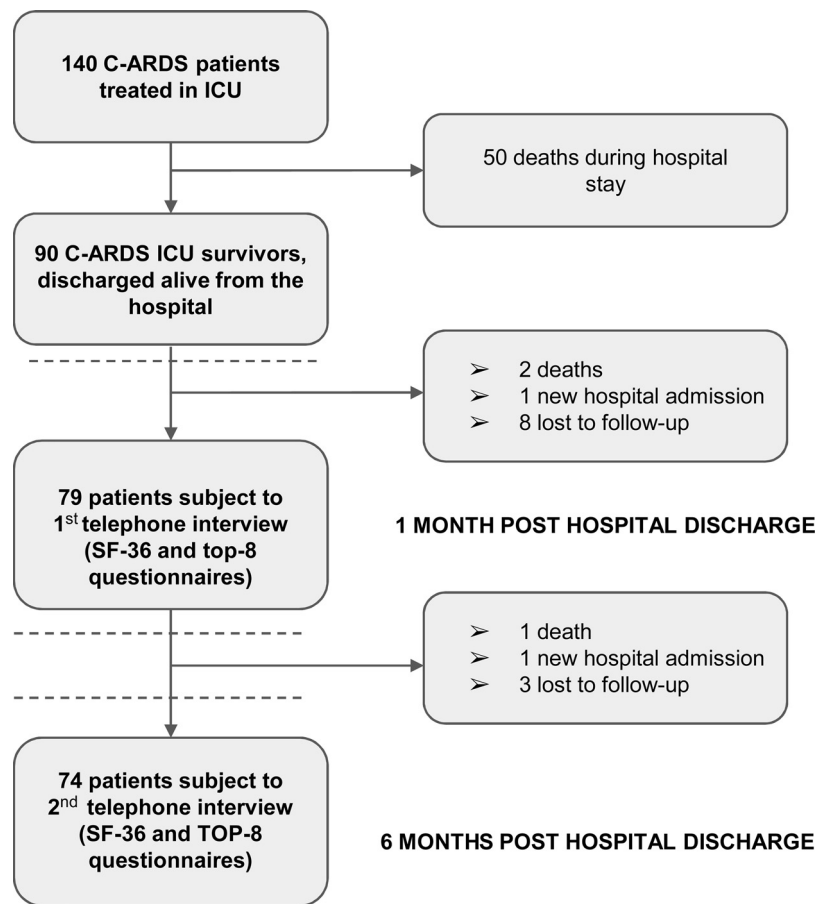 140 C-ARDS patients
treated in ICU
50 deaths during hospital
stay
90 C-ARDS ICU survivors,
discharged alive from the
hospital
➢ 2 deaths
➢ 1 new hospital admission
➢ 8 lost to follow-up
79 patients subject to
1st telephone interview
(SF-36 and top-8
questionnaires)
1 MONTH POST HOSPITAL DISCHARGE
➢ 1 death
➢ 1 new hospital admission
➢ 3 lost to follow-up
74 patients subject to
2nd telephone interview
(SF-36 and TOP-8
questionnaires)
6 MONTHS POST HOSPITAL DISCHARGE